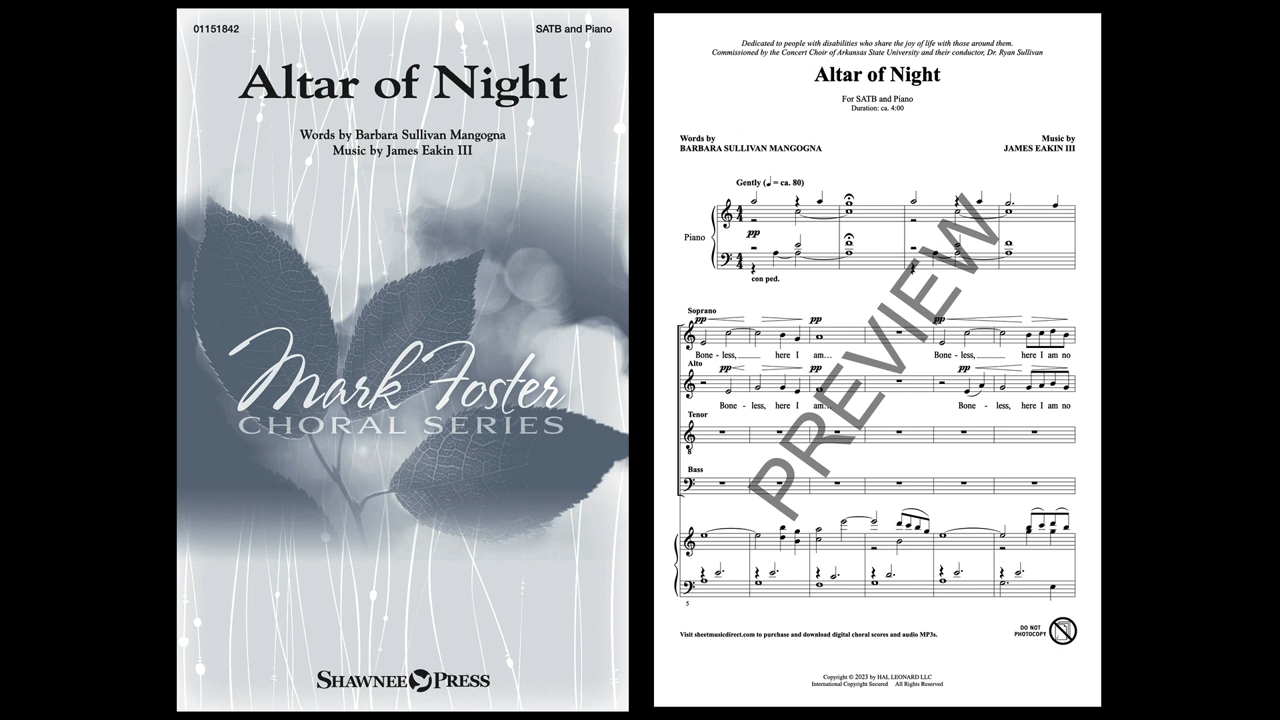 01151842
SATB and Piano
Altar of Night
Words by Barbara Sullivan Mangogna
Music by James Eakin III
Mark Foster
CHORAL SERIES
SHAWNEE PRESS
Dedicated to people with disabilities who share the joy of life with those around them.
Commissioned by the Concert Choir of Arkansas State University and their conductor, Dr. Ryan Sullivan
Altar of Night
For SATB and Piano
Duration: ca. 4:00
Words by
BARBARA SULLIVAN MANGOGNA
Music by
JAMES EAKIN III
Gently (♩ = ca. 80)
Piano
pp
con ped.
PREVIEW
Soprano
pp pp pp
Bone - less, here I am... Bone - less, here I am no
Alto
pp pp pp
Bone - less, here I am... Bone - less, here I am no
Tenor
8
Bass
5
Visit sheetmusicdirect.com to purchase and download digital choral scores and audio MP3s.
DO NOT
PHOTOCOPY
Copyright © 2023 by HAL LEONARD LLC
International Copyright Secured All Rights Reserved